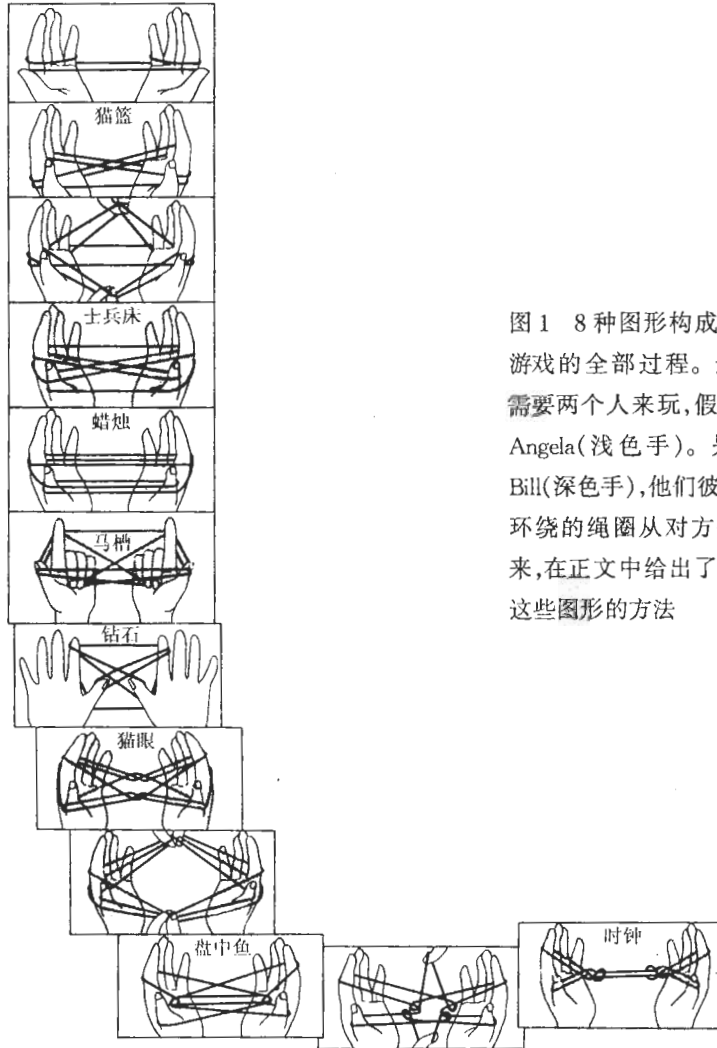 猫篮
士兵床
蜡烛
马槽
钻石
猫眼
盘中鱼
时钟
图1 8种图形构成
游戏的全部过程。
需要两个人来玩,假
Angela(浅色手)。
Bill(深色手),他们彼
环绕的绳圈从对方
来,在正文中给出了
这些图形的方法